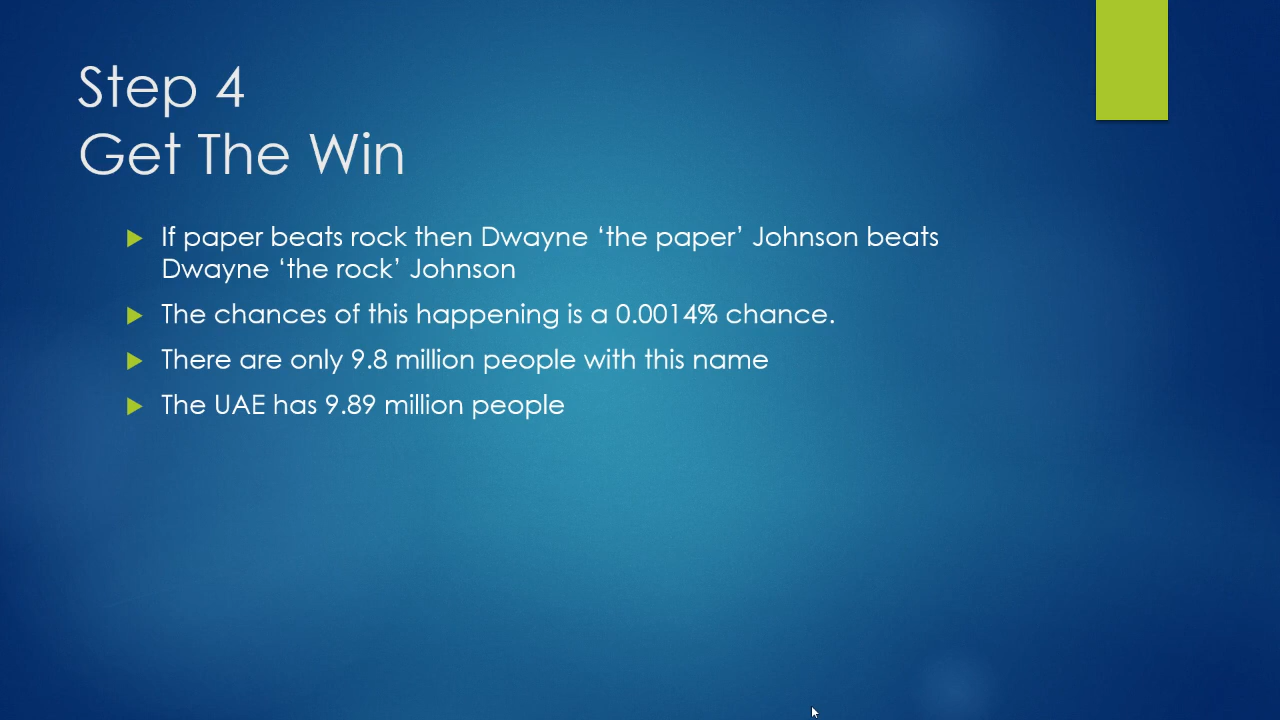 Step 4
Get The Win
If paper beats rock then Dwayne ‘the paper’ Johnson beats
Dwayne ‘the rock’ Johnson
The chances of this happening is a 0.0014% chance.
There are only 9.8 million people with this name
The UAE has 9.89 million people